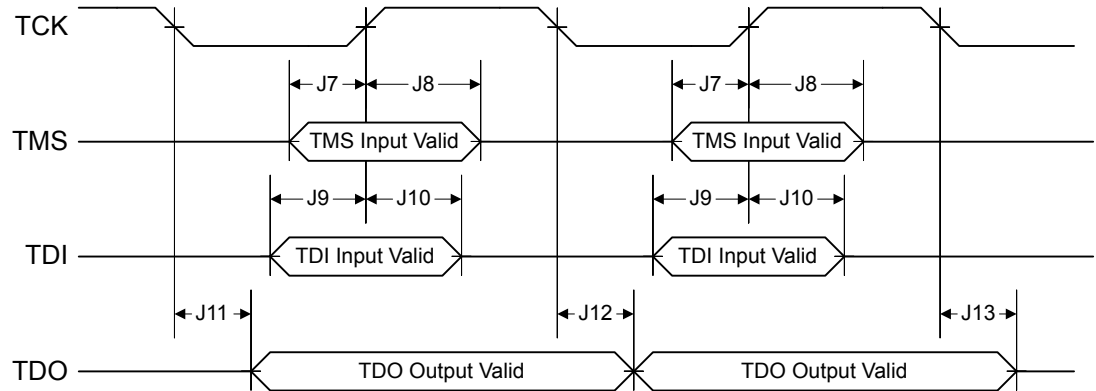 TCK
J7 J8 J7 J8
TMS TMS Input Valid TMS Input Valid
J9 J10 J9 J10
TDI TDI Input Valid TDI Input Valid
J11 J12 J13
TDO TDO Output Valid TDO Output Valid